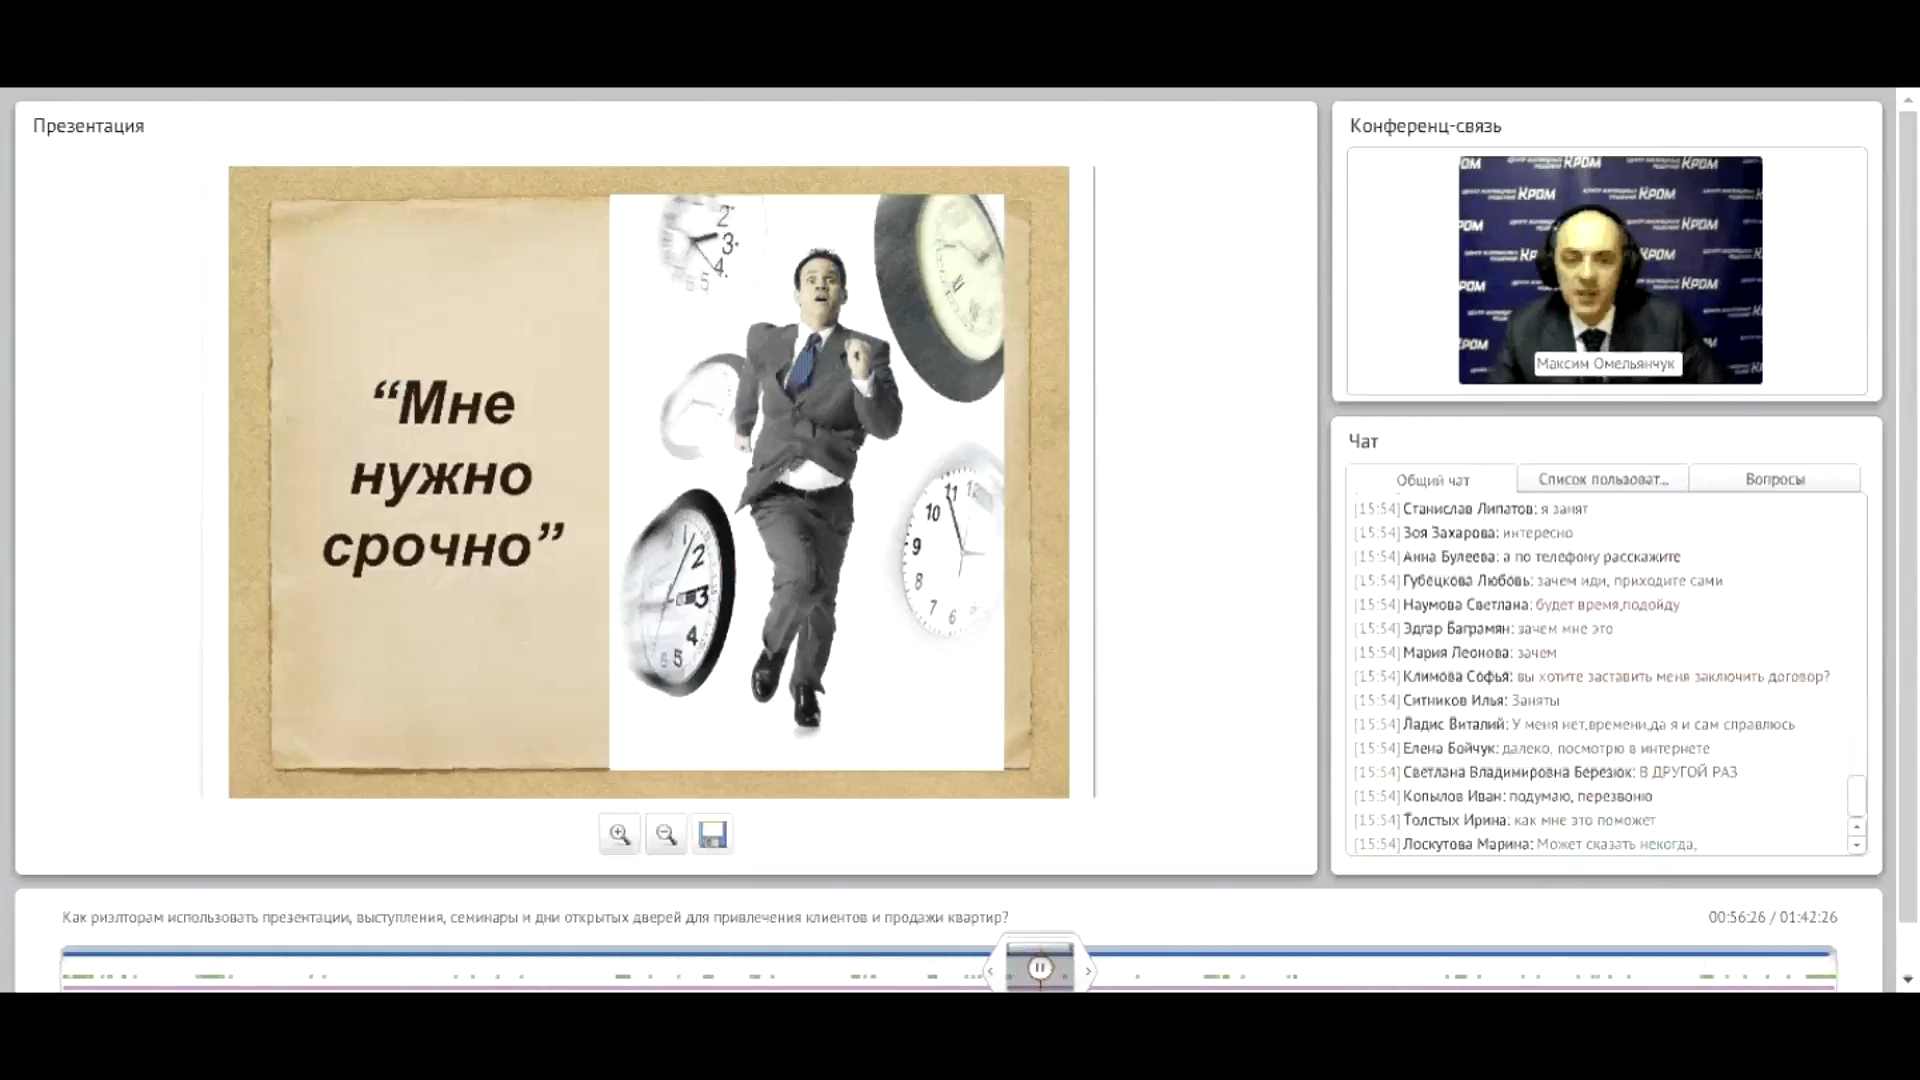 Презентация
“Мне
нужно
срочно”
Конференц-связь
КРОМ
Максим Омельянчук
Чат
Общий чат
Список пользоват...
Вопросы
[15:54] Станислав Липатов: я занят
[15:54] Зоя Захарова: интересно
[15:54] Анна Булеева: а по телефону расскажите
[15:54] Губецкова Любовь: зачем иди, приходите сами
[15:54] Наумова Светлана: будет время,подойду
[15:54] Эдгар Баграмян: зачем мне это
[15:54] Мария Леонова: зачем
[15:54] Климова Софья: вы хотите заставить меня заключить договор?
[15:54] Ситников Илья: Заняты
[15:54] Ладис Виталий: У меня нет,времени,да я и сам справлюсь
[15:54] Елена Бойчук: далеко, посмотрю в интернете
[15:54] Светлана Владимировна Березюк: В ДРУГОЙ РАЗ
[15:54] Копылов Иван: подумаю, перезвоню
[15:54] Толстых Ирина: как мне это поможет
[15:54] Лоскутова Марина: Может сказать некогда,
Как риэлторам использовать презентации, выступления, семинары и дни открытых дверей для привлечения клиентов и продажи квартир?
00:56:26 / 01:42:26